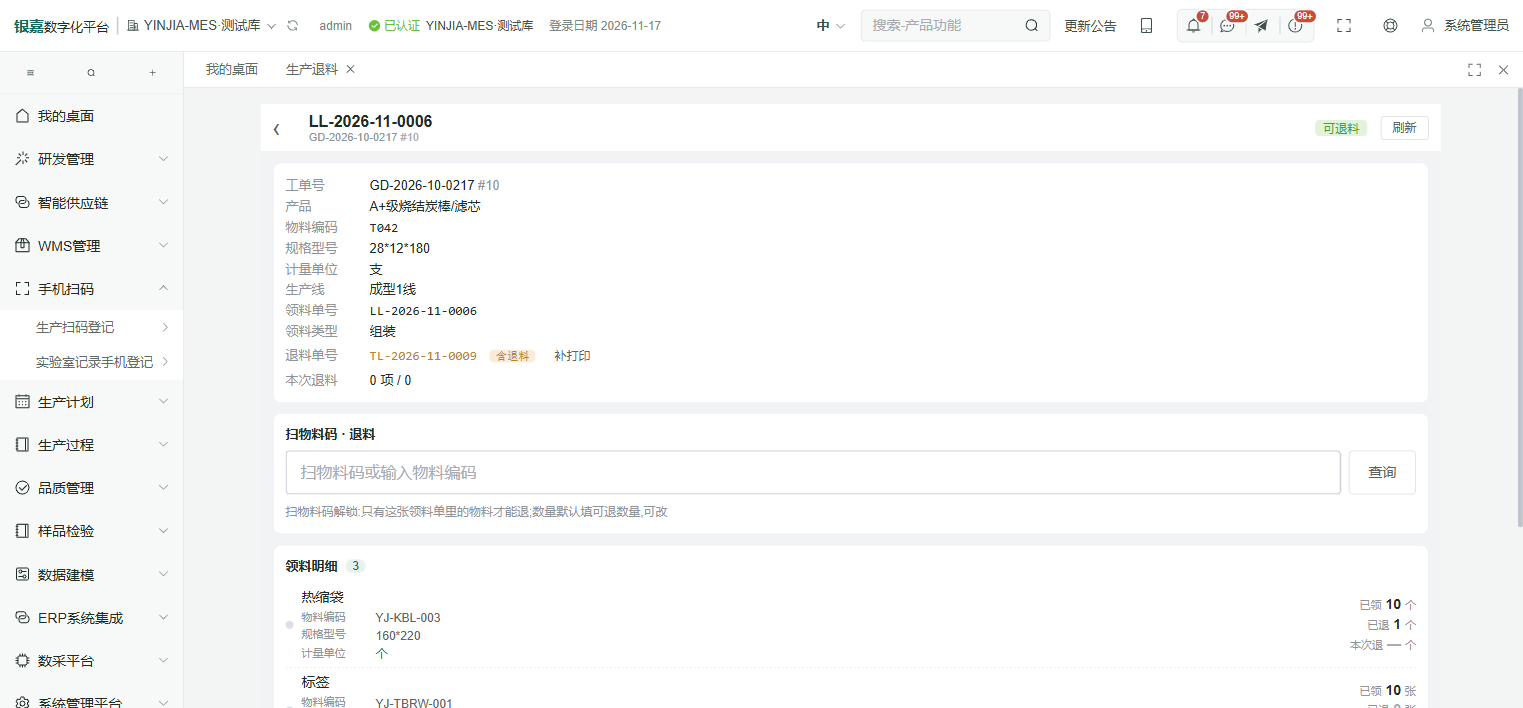 银嘉数字化平台 YINJIA-MES·测试库 admin 已认证 YINJIA-MES·测试库 登录日期 2026-11-17 中 搜索-产品功能 更新公告 7 99+ 99+ 系统管理员
我的桌面 生产退料
我的桌面
研发管理
智能供应链
WMS管理
手机扫码
生产扫码登记
实验室记录手机登记
生产计划
生产过程
品质管理
样品检验
数据建模
ERP系统集成
数采平台
系统管理平台
LL-2026-11-0006
GD-2026-10-0217 #10
可退料 刷新
工单号 GD-2026-10-0217 #10
产品 A+级烧结炭棒/滤芯
物料编码 T042
规格型号 28*12*180
计量单位 支
生产线 成型1线
领料单号 LL-2026-11-0006
领料类型 组装
退料单号 TL-2026-11-0009 含退料 补打印
本次退料 0 项 / 0
扫物料码 · 退料
扫物料码或输入物料编码 查询
扫物料码解锁:只有这张领料单里的物料才能退;数量默认填可退数量,可改
领料明细 3
热缩袋
物料编码 YJ-KBL-003
规格型号 160*220
计量单位 个
已领 10 个
已退 1 个
本次退 — 个
标签
物料编码 YJ-TBRW-001
已领 10 张
已退 0 张